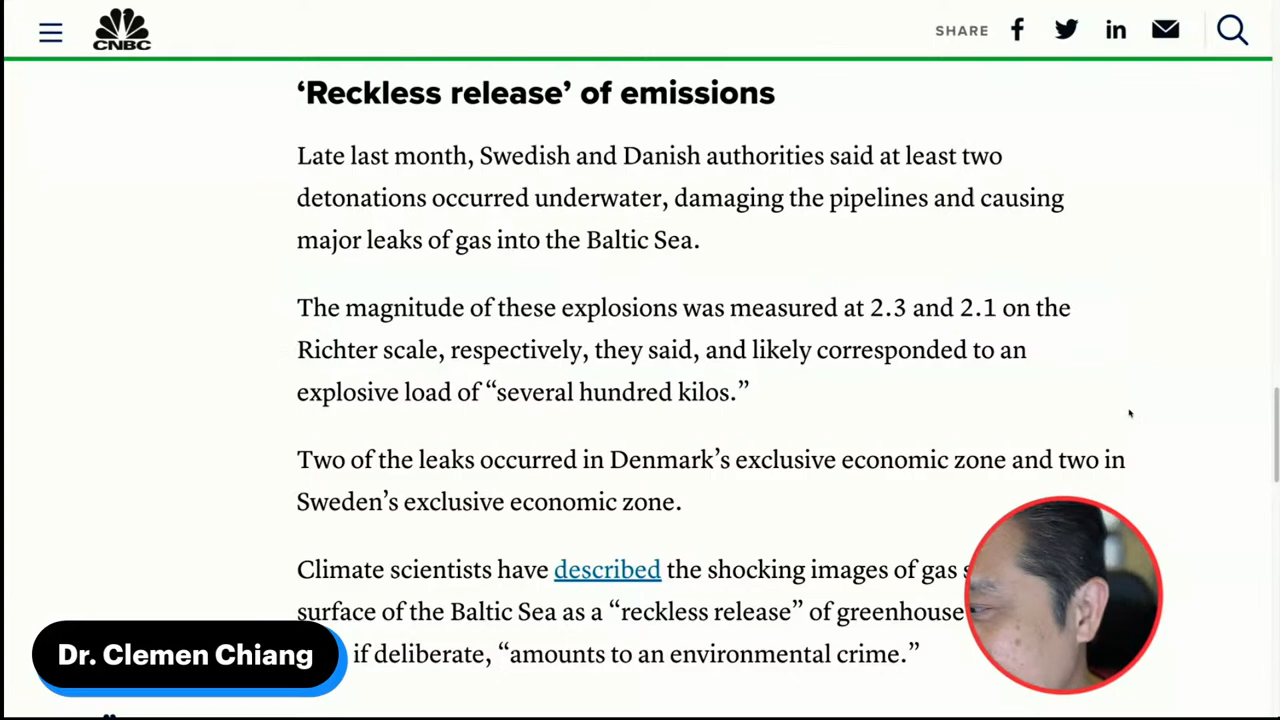 CNBC
SHARE
‘Reckless release’ of emissions
Late last month, Swedish and Danish authorities said at least two
detonations occurred underwater, damaging the pipelines and causing
major leaks of gas into the Baltic Sea.
The magnitude of these explosions was measured at 2.3 and 2.1 on the
Richter scale, respectively, they said, and likely corresponded to an
explosive load of “several hundred kilos.”
Two of the leaks occurred in Denmark’s exclusive economic zone and two in
Sweden’s exclusive economic zone.
Climate scientists have described the shocking images of gas
surface of the Baltic Sea as a “reckless release” of greenhouse
if deliberate, “amounts to an environmental crime.”
Dr. Clemen Chiang